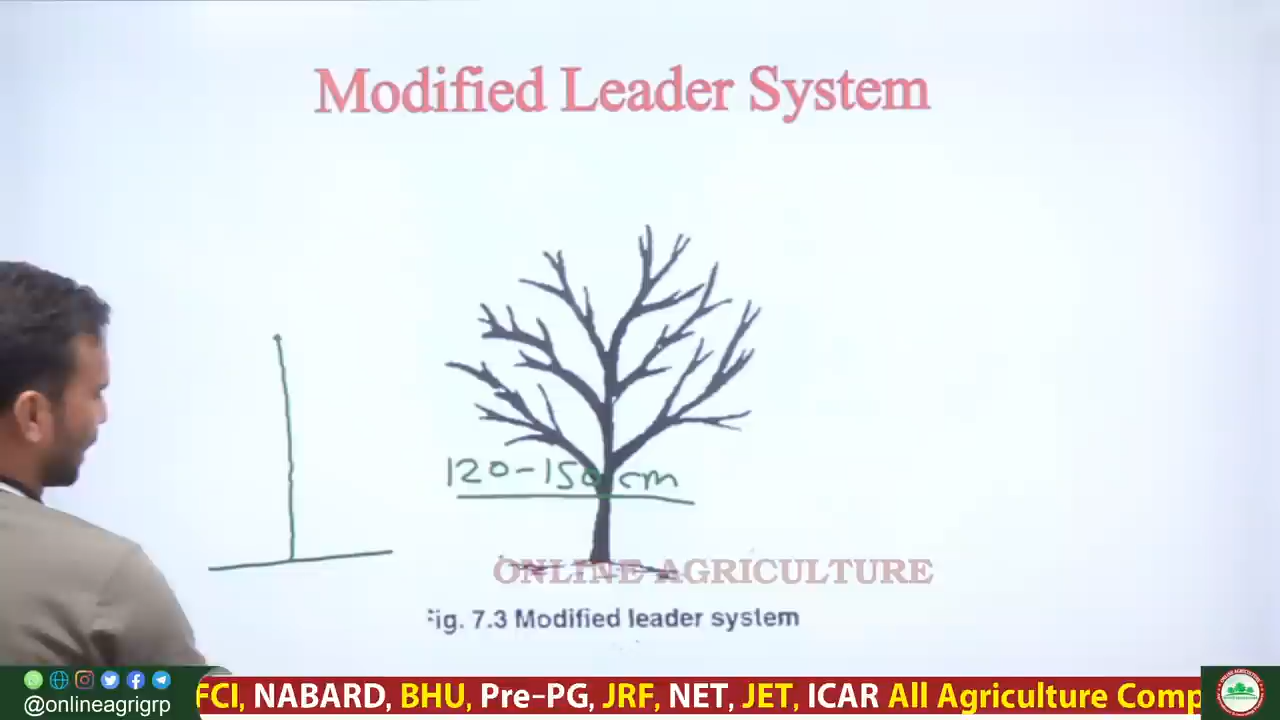 Modified Leader System
120-150 cm
ONLINE AGRICULTURE
Fig. 7.3 Modified leader system
FCI, NABARD, BHU, Pre-PG, JRF, NET, JET, ICAR All Agriculture Comp
@onlineagrigrp